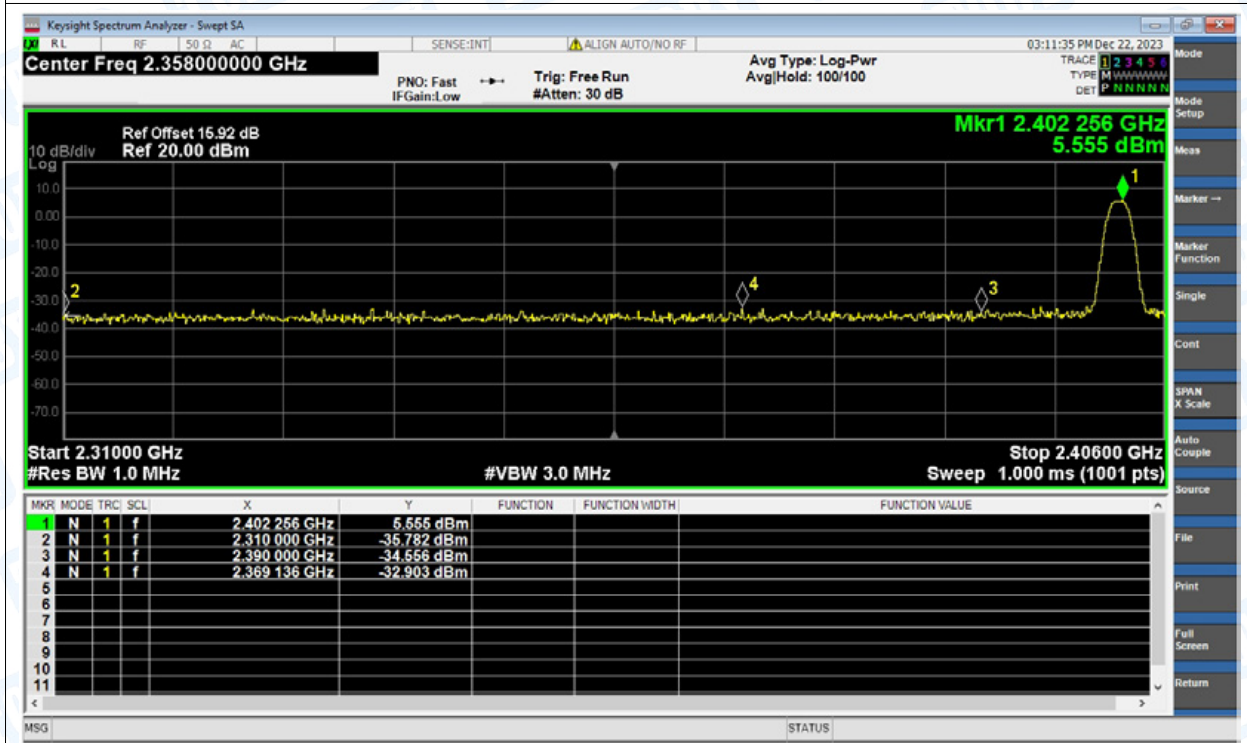 Keysight Spectrum Analyzer - Swept SA
RL RF 50 Ω AC SENSE:INT ALIGN AUTO/NO RF 03:11:35 PM Dec 22, 2023
Center Freq 2.358000000 GHz
PNO: Fast
IFGain:Low
Trig: Free Run
#Atten: 30 dB
Avg Type: Log-Pwr
Avg|Hold: 100/100
TRACE 1 2 3 4 5 6
TYPE M WWWWW
DET P N N N N N
Mkr1 2.402 256 GHz
5.555 dBm
Ref Offset 15.92 dB
10 dB/div Ref 20.00 dBm
Log
10.0
0.00
-10.0
-20.0
-30.0
-40.0
-50.0
-60.0
-70.0
1
2
4
3
Start 2.31000 GHz Stop 2.40600 GHz
#Res BW 1.0 MHz #VBW 3.0 MHz Sweep 1.000 ms (1001 pts)
MKR MODE TRC SCL X Y FUNCTION FUNCTION WIDTH FUNCTION VALUE
1 N 1 f 2.402 256 GHz 5.555 dBm
2 N 1 f 2.310 000 GHz -35.782 dBm
3 N 1 f 2.390 000 GHz -34.556 dBm
4 N 1 f 2.369 136 GHz -32.903 dBm
5
6
7
8
9
10
11
MSG STATUS
Mode
Mode
Setup
Meas
Marker →
Marker
Function
Single
Cont
SPAN
X Scale
Auto
Couple
Source
File
Print
Full
Screen
Return